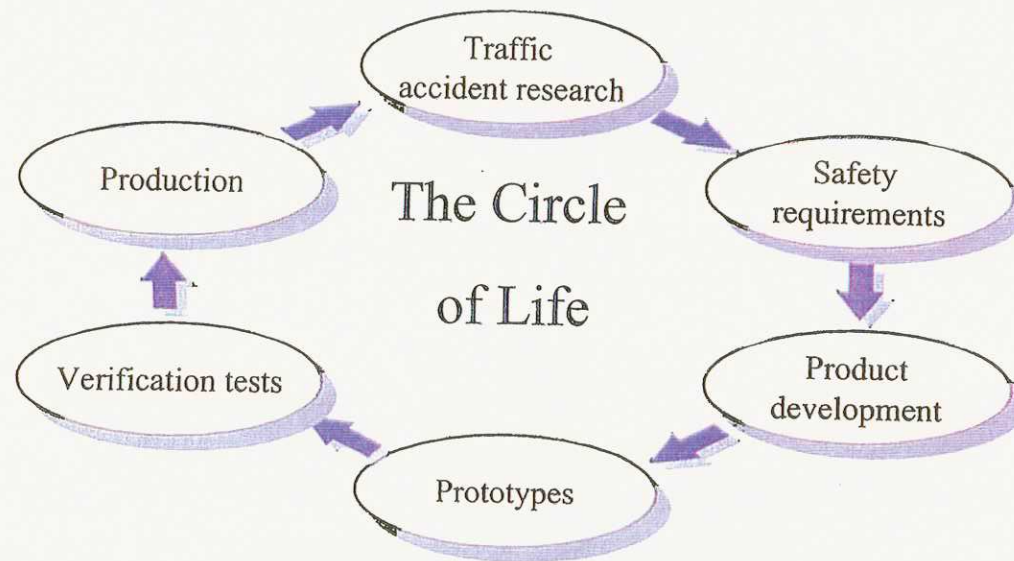 Traffic
accident research
Safety
requirements
Product
development
Prototypes
Verification tests
Production
The Circle
of Life